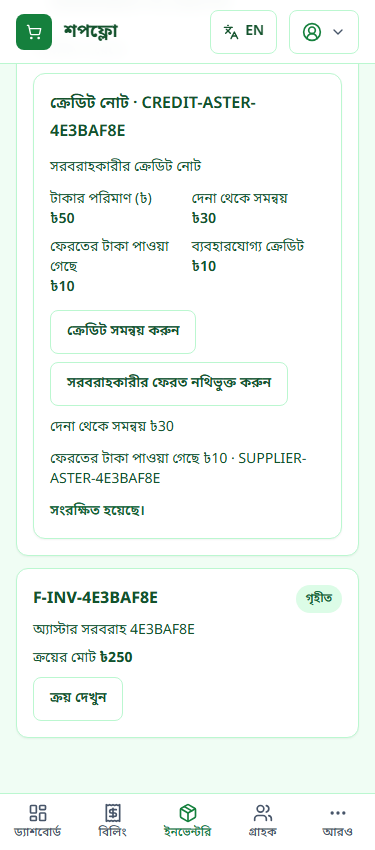 শপফ্লো
EN
ক্রেডিট নোট · CREDIT-ASTER-
4E3BAF8E
সরবরাহকারীর ক্রেডিট নোট
টাকার পরিমাণ (৳)
৳50
দেনা থেকে সমন্বয়
৳30
ফেরতের টাকা পাওয়া
গেছে
৳10
ব্যবহারযোগ্য ক্রেডিট
৳10
ক্রেডিট সমন্বয় করুন
সরবরাহকারীর ফেরত নথিভুক্ত করুন
দেনা থেকে সমন্বয় ৳30
ফেরতের টাকা পাওয়া গেছে ৳10 · SUPPLIER-
ASTER-4E3BAF8E
সংরক্ষিত হয়েছে।
F-INV-4E3BAF8E
গৃহীত
অ্যাস্টার সরবরাহ 4E3BAF8E
ক্রয়ের মোট ৳250
ক্রয় দেখুন
ড্যাশবোর্ড
বিলিং
ইনভেন্টরি
গ্রাহক
আরও